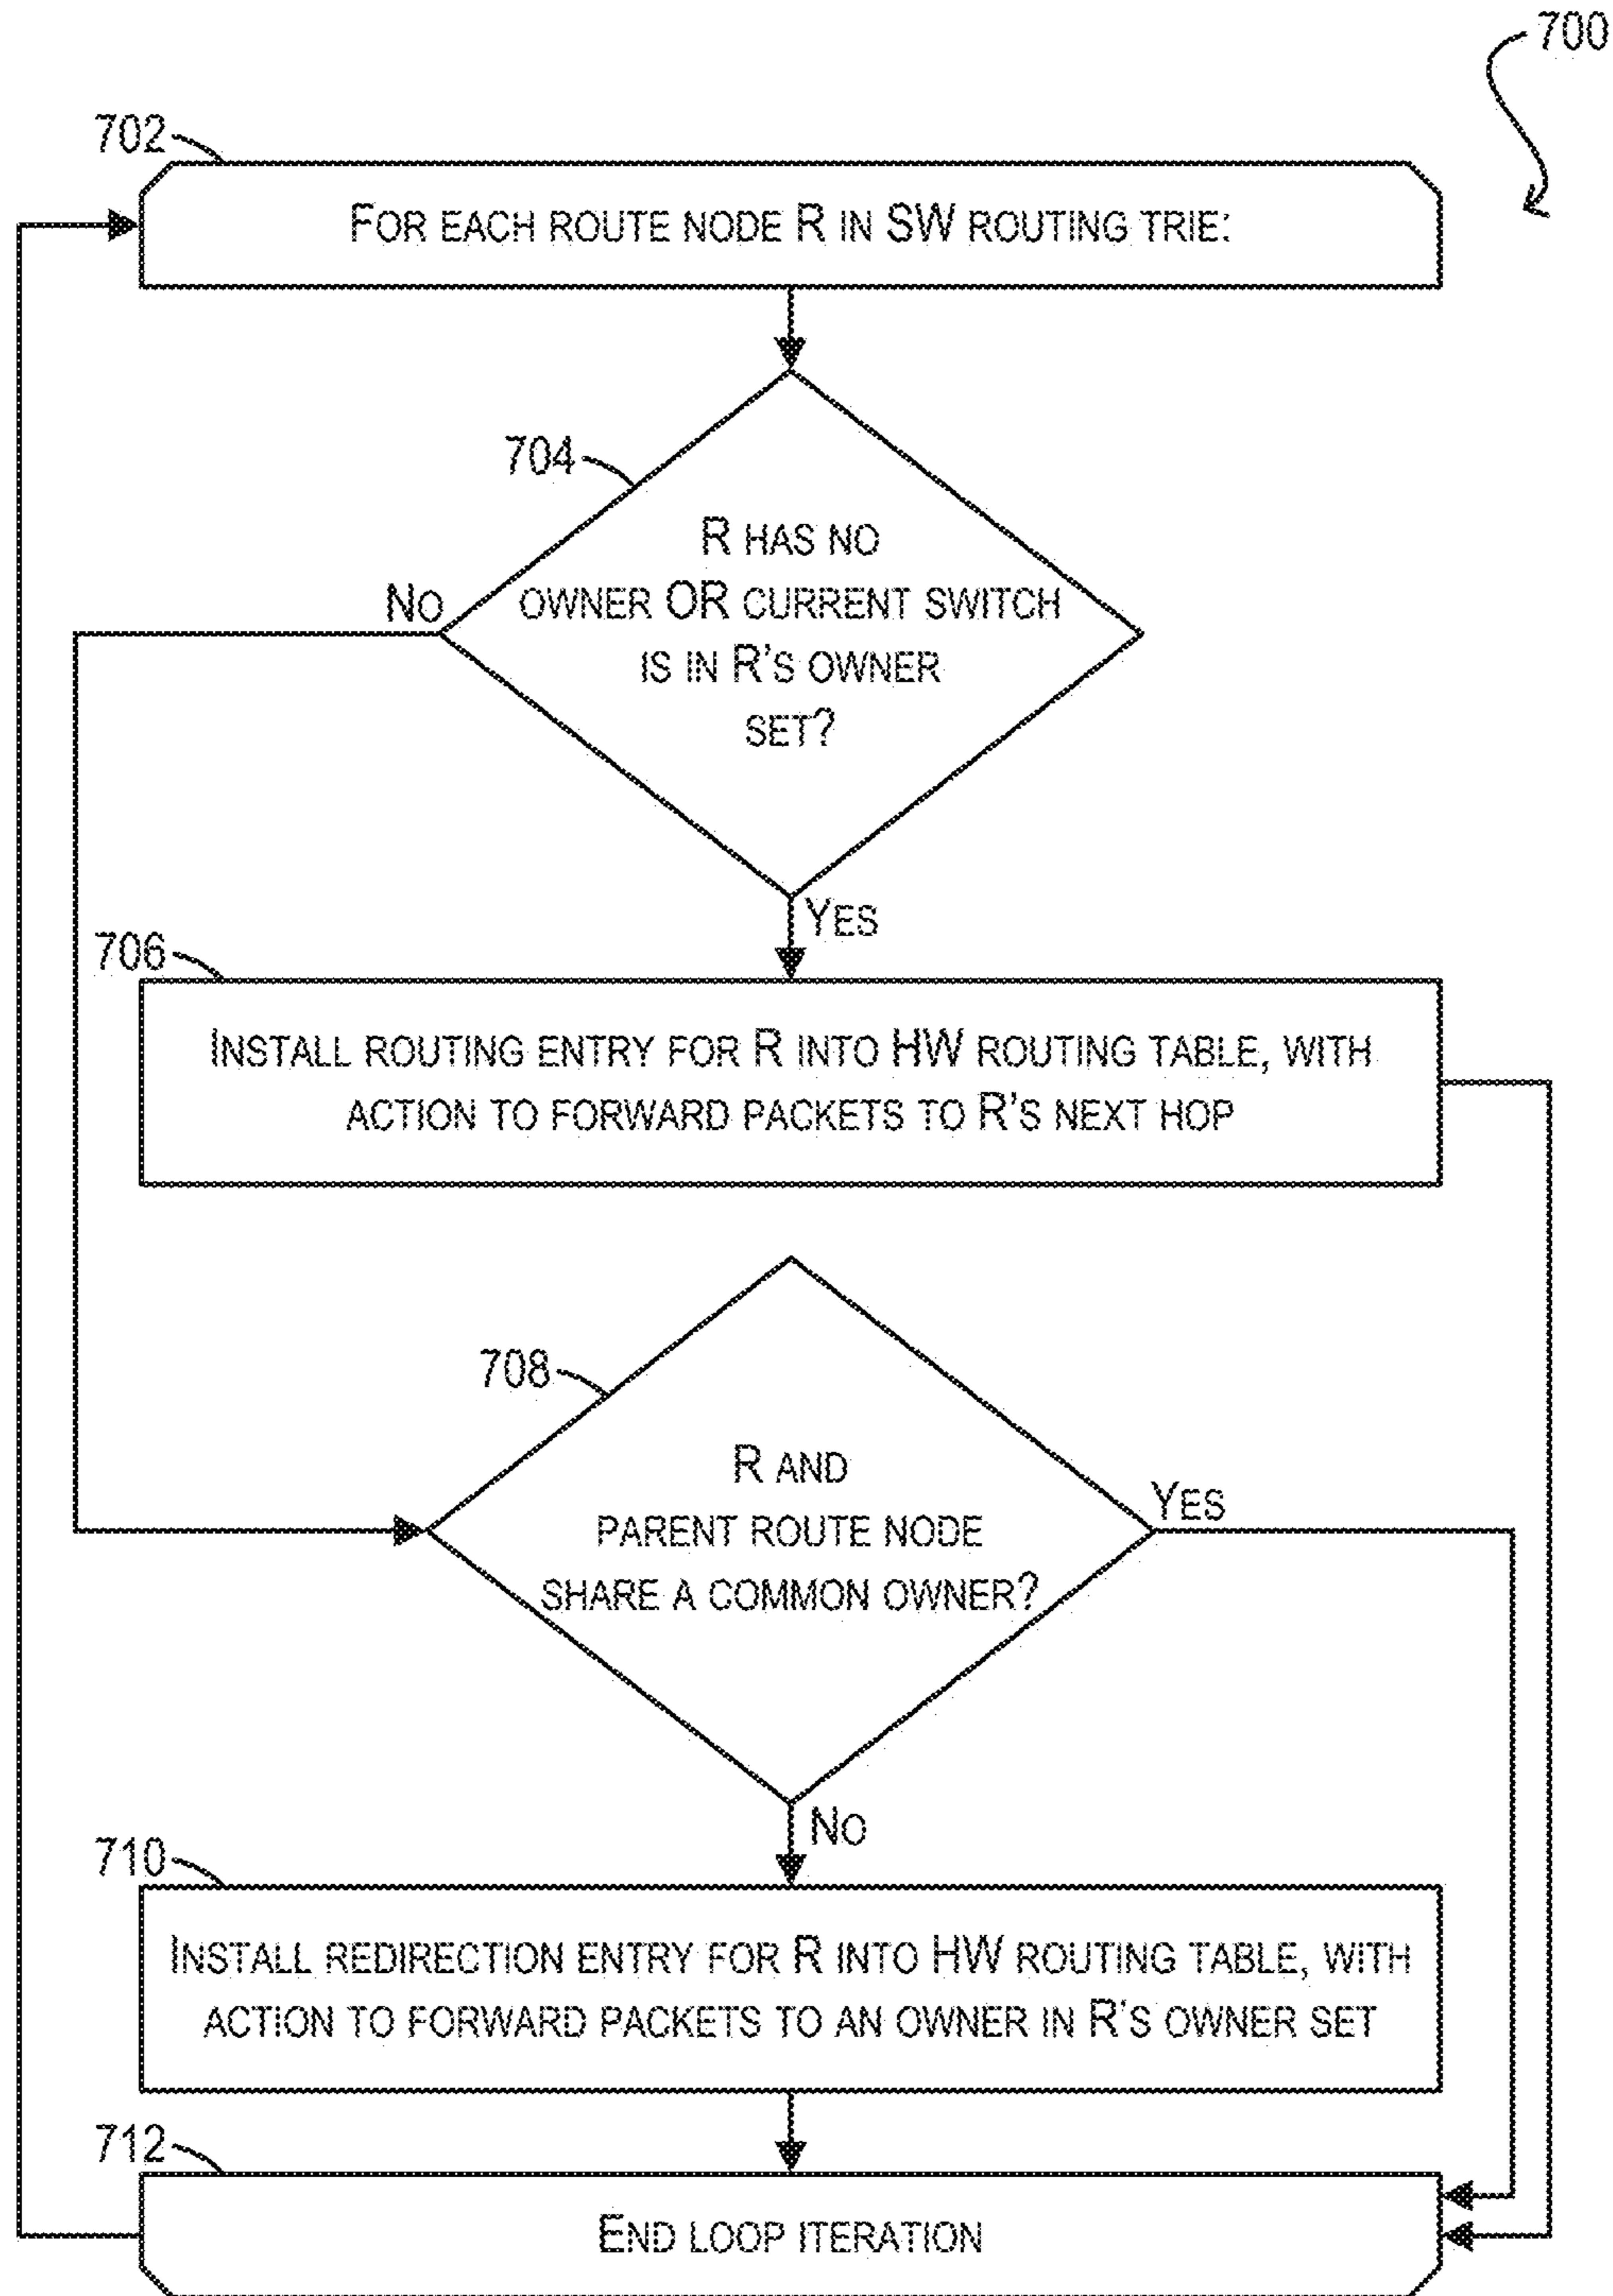 700
702
FOR EACH ROUTE NODE R IN SW ROUTING TRIE:
704
R HAS NO
OWNER OR CURRENT SWITCH
IS IN R'S OWNER
SET?
NO
YES
706
INSTALL ROUTING ENTRY FOR R INTO HW ROUTING TABLE, WITH
ACTION TO FORWARD PACKETS TO R'S NEXT HOP
708
R AND
PARENT ROUTE NODE
SHARE A COMMON OWNER?
YES
NO
710
INSTALL REDIRECTION ENTRY FOR R INTO HW ROUTING TABLE, WITH
ACTION TO FORWARD PACKETS TO AN OWNER IN R'S OWNER SET
712
END LOOP ITERATION